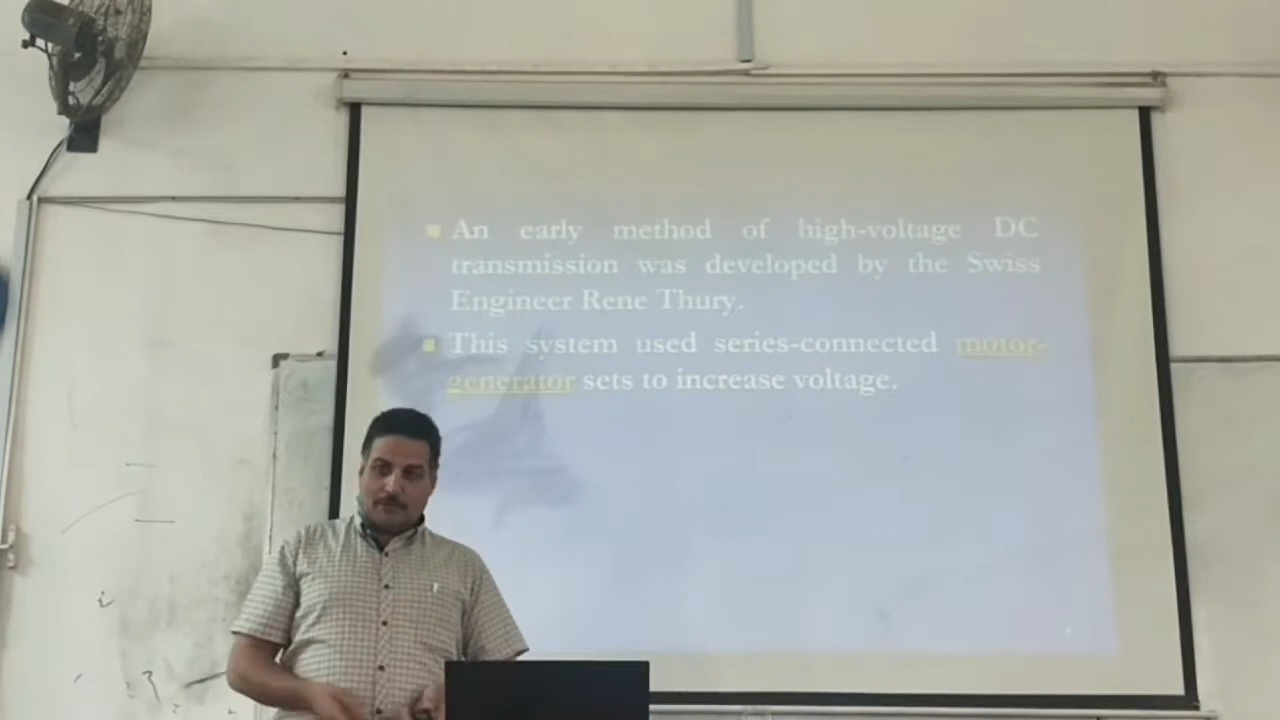 An early method of high-voltage DC
transmission was developed by the Swiss
Engineer Rene Thury.
This system used series-connected motor-
generator sets to increase voltage.